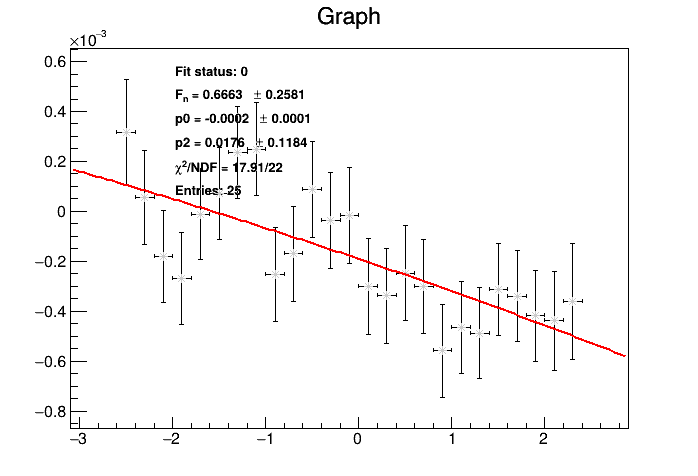 Graph
×10⁻³
0.6
0.4
0.2
0
−0.2
−0.4
−0.6
−0.8
Fit status: 0
Fₙ = 0.6663 ± 0.2581
p0 = -0.0002 ± 0.0001
p2 = 0.0176 ± 0.1184
χ²/NDF = 17.91/22
Entries: 25
−3 −2 −1 0 1 2